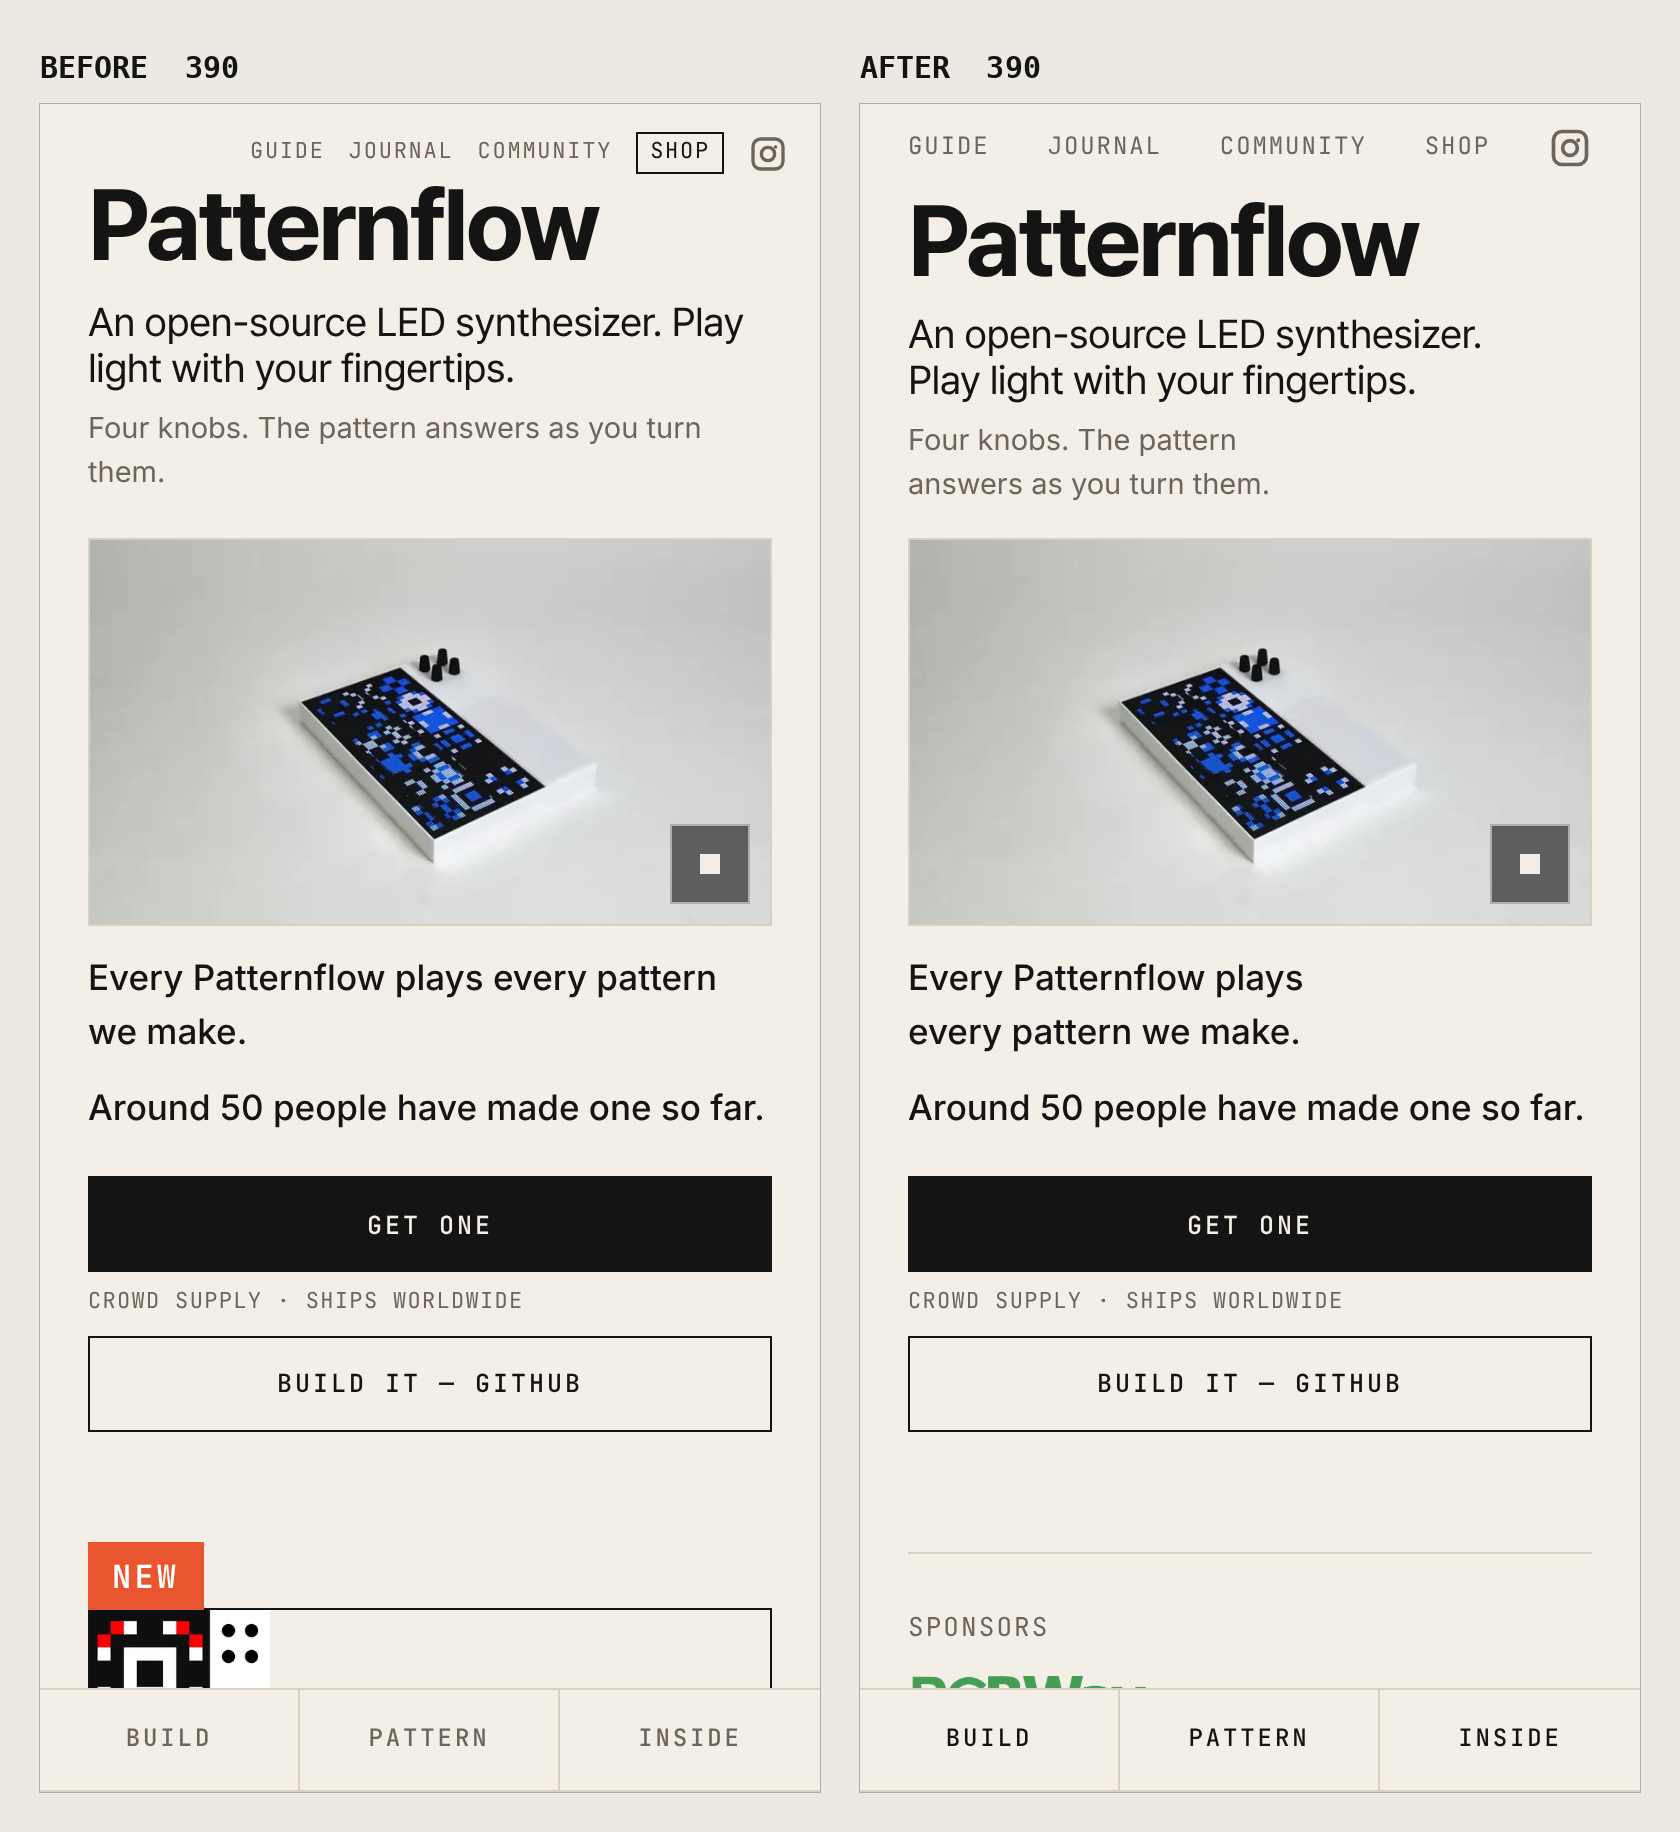 BEFORE 390
GUIDE JOURNAL COMMUNITY SHOP
Patternflow
An open-source LED synthesizer. Play
light with your fingertips.
Four knobs. The pattern answers as you turn
them.
Every Patternflow plays every pattern
we make.
Around 50 people have made one so far.
GET ONE
CROWD SUPPLY · SHIPS WORLDWIDE
BUILD IT — GITHUB
NEW
BUILD PATTERN INSIDE
AFTER 390
GUIDE JOURNAL COMMUNITY SHOP
Patternflow
An open-source LED synthesizer.
Play light with your fingertips.
Four knobs. The pattern
answers as you turn them.
Every Patternflow plays
every pattern we make.
Around 50 people have made one so far.
GET ONE
CROWD SUPPLY · SHIPS WORLDWIDE
BUILD IT — GITHUB
SPONSORS
BUILD PATTERN INSIDE